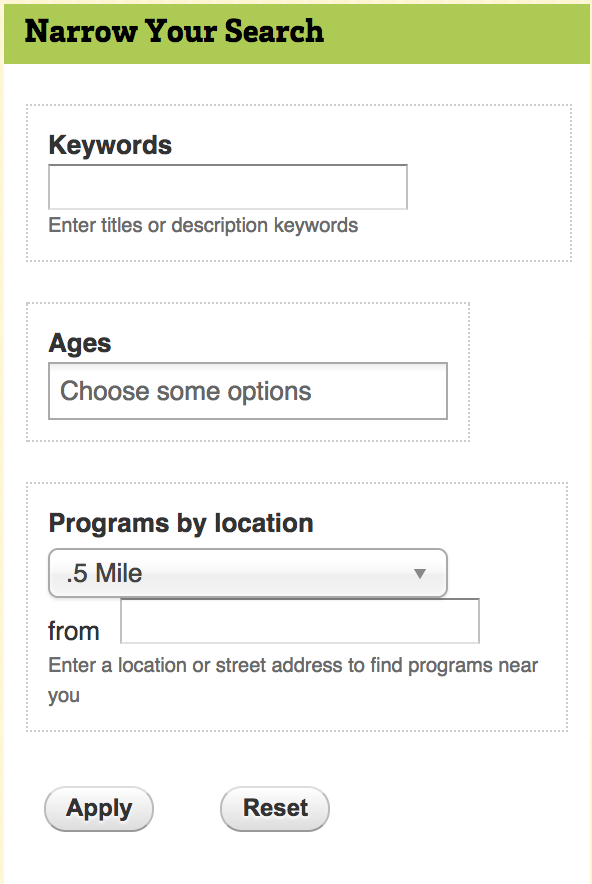 Narrow Your Search
Keywords
Enter titles or description keywords
Ages
Choose some options
Programs by location
.5 Mile
from
Enter a location or street address to find programs near
you
Apply
Reset